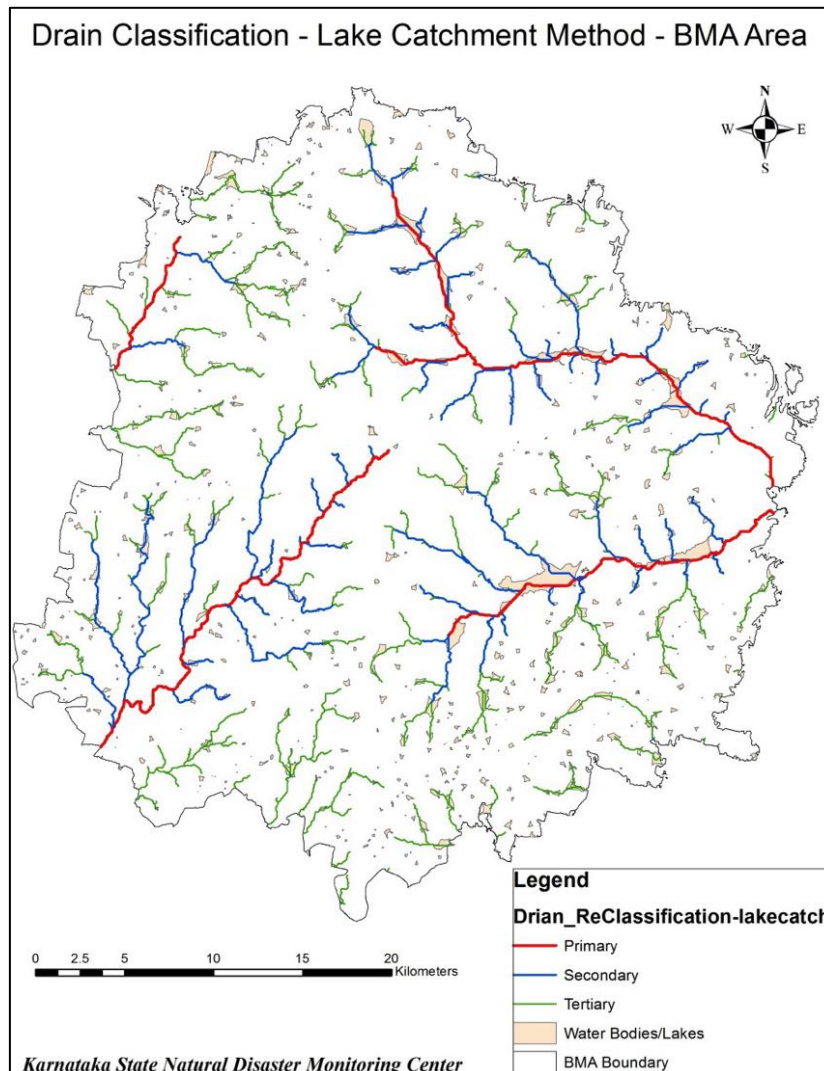 Drain Classification - Lake Catchment Method - BMA Area
N
W E
S
Legend
Drian_ReClassification-lakecatch
Primary
Secondary
Tertiary
Water Bodies/Lakes
BMA Boundary
0 2.5 5 10 15 20
Kilometers
Karnataka State Natural Disaster Monitoring Center